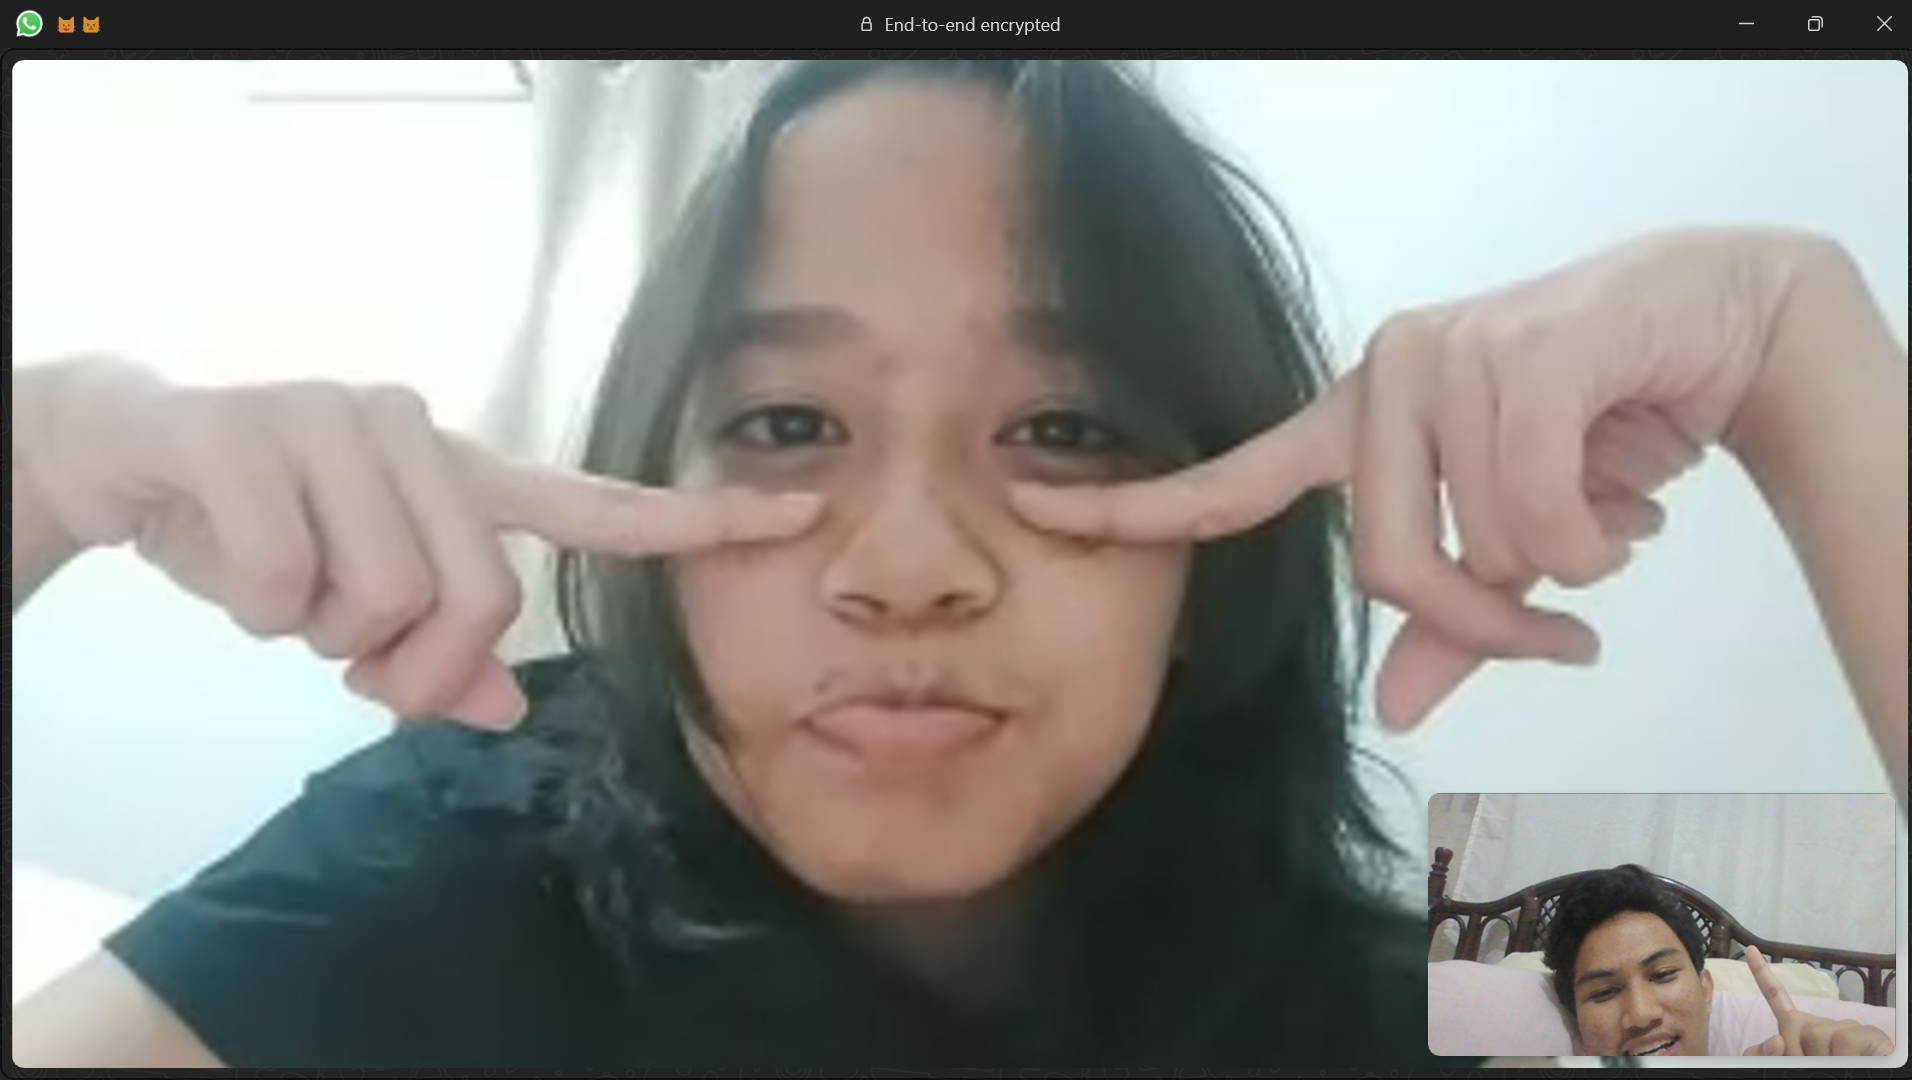 🐱 😾 End-to-end encrypted